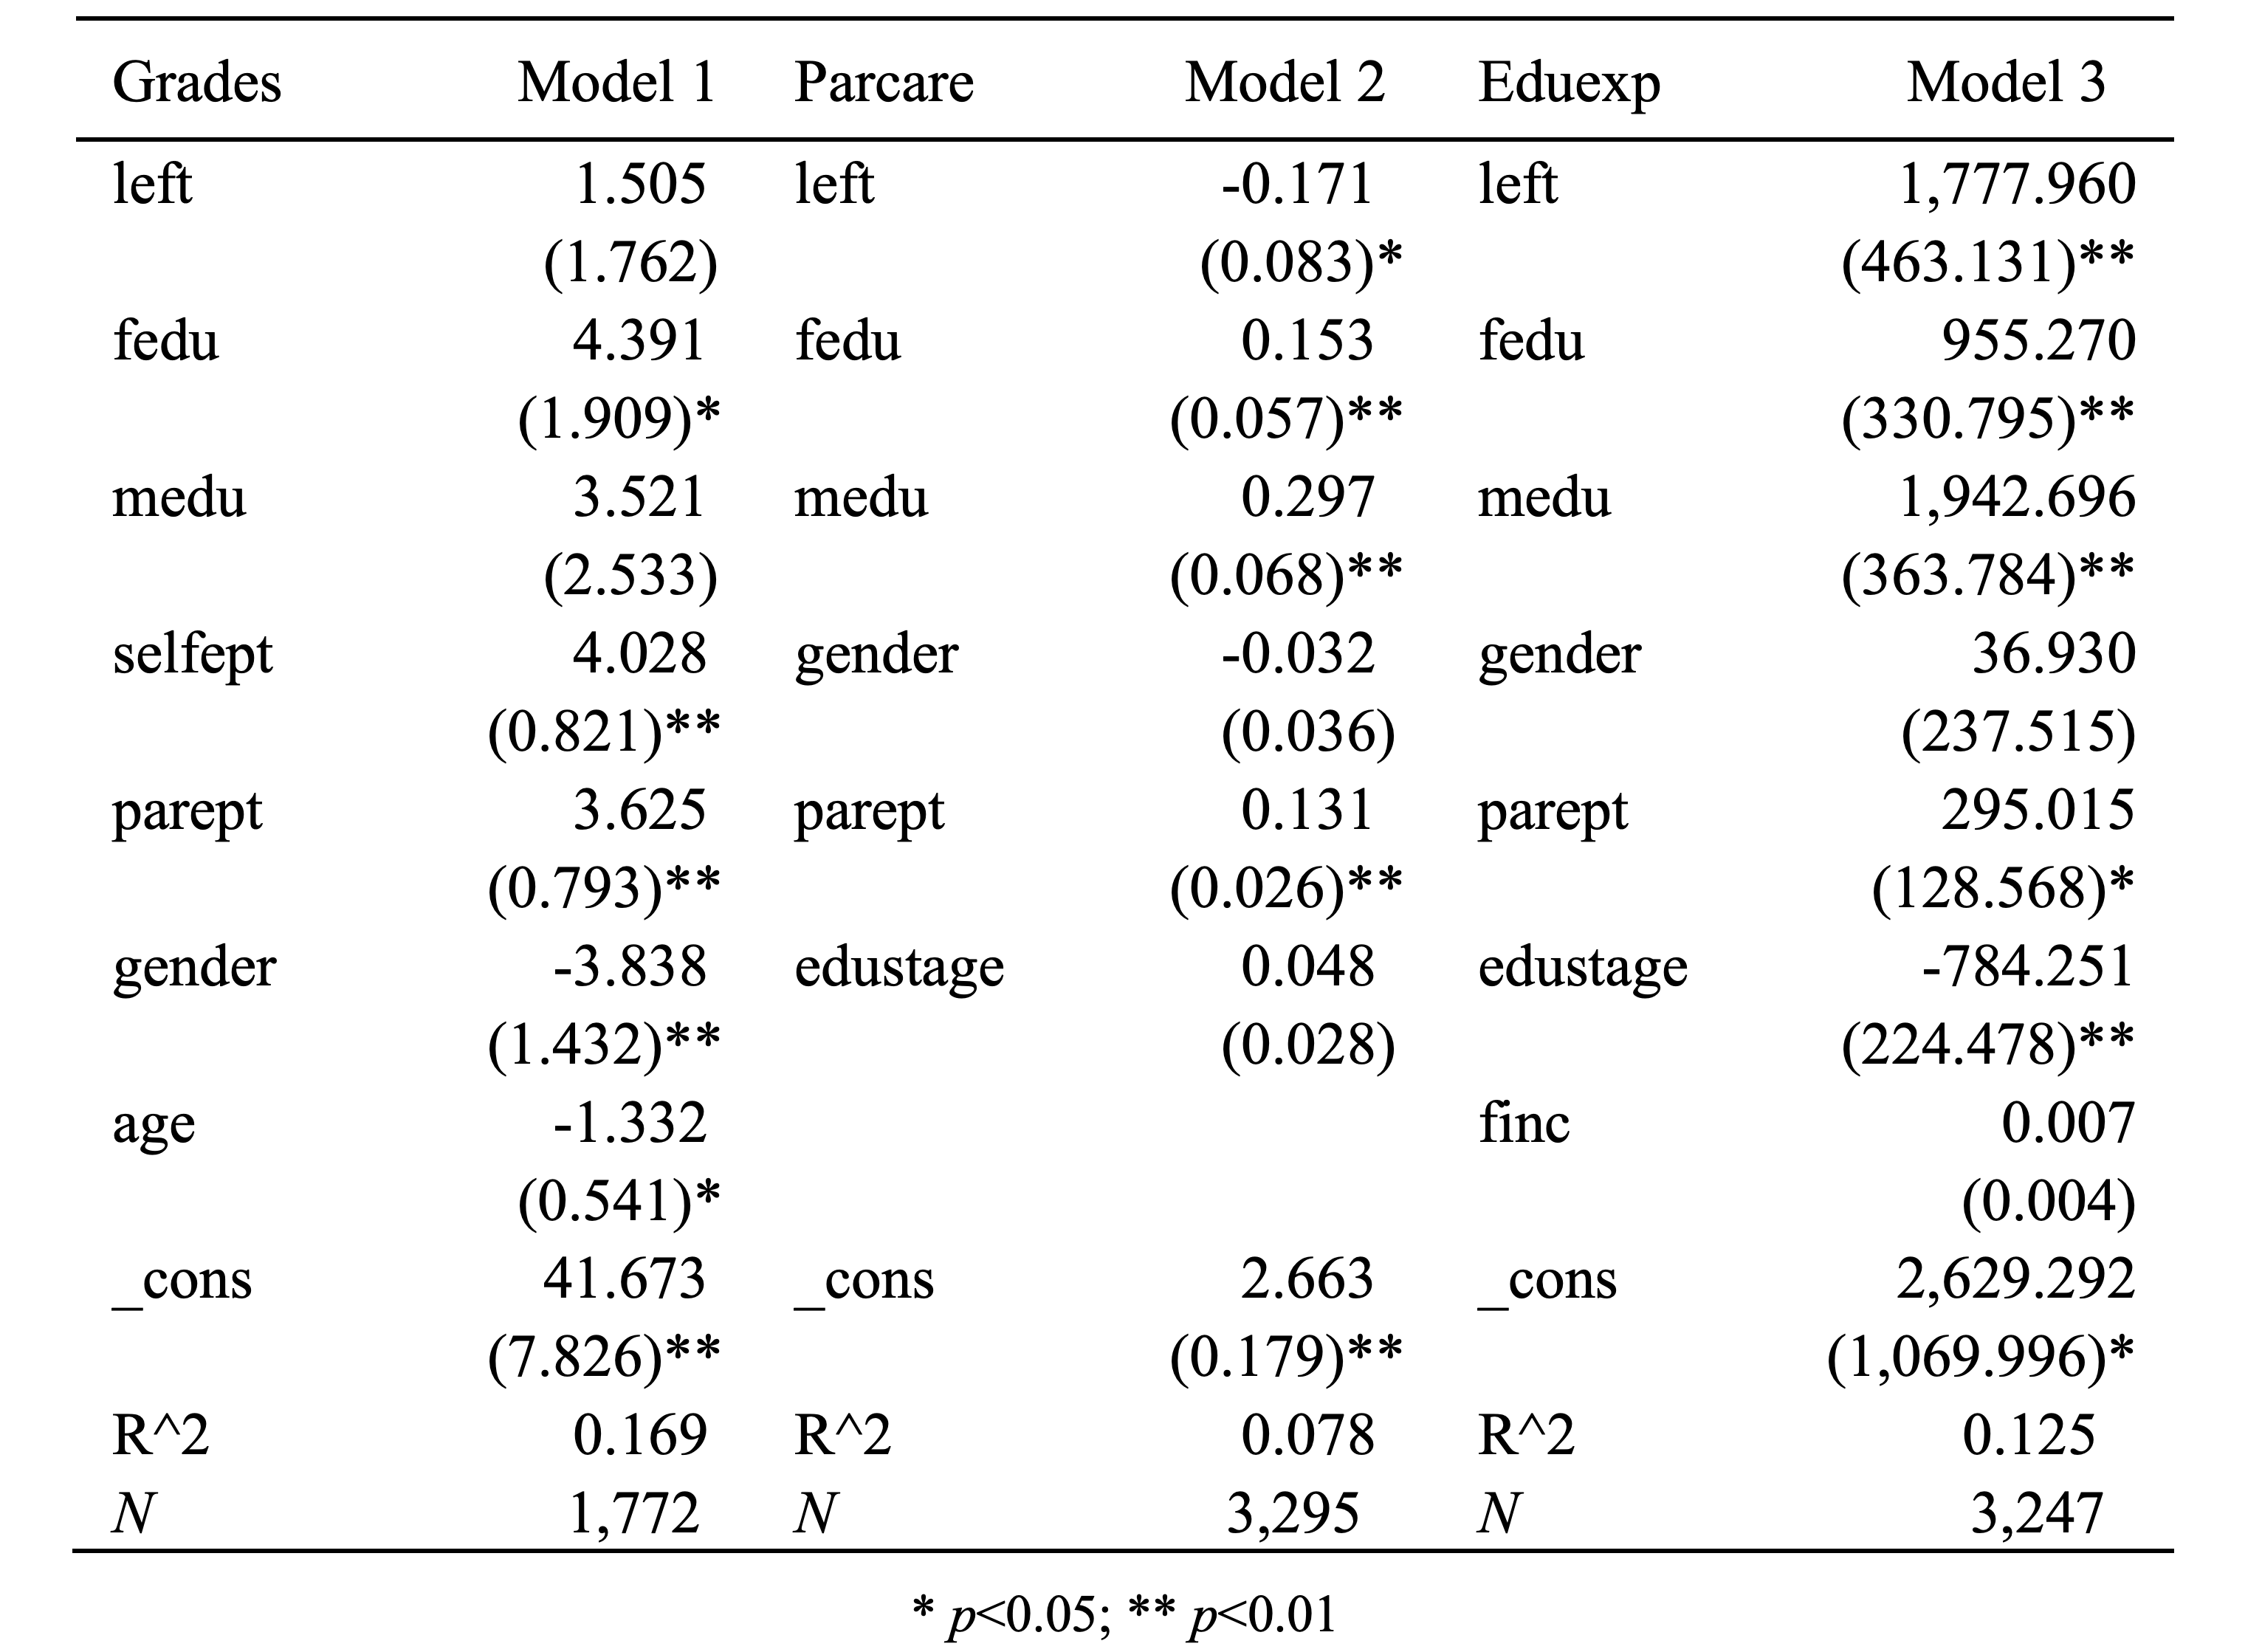 Grades Model 1 Parcare Model 2 Eduexp Model 3
left 1.505 left -0.171 left 1,777.960
(1.762) (0.083)* (463.131)**
fedu 4.391 fedu 0.153 fedu 955.270
(1.909)* (0.057)** (330.795)**
medu 3.521 medu 0.297 medu 1,942.696
(2.533) (0.068)** (363.784)**
selfept 4.028 gender -0.032 gender 36.930
(0.821)** (0.036) (237.515)
parept 3.625 parept 0.131 parept 295.015
(0.793)** (0.026)** (128.568)*
gender -3.838 edustage 0.048 edustage -784.251
(1.432)** (0.028) (224.478)**
age -1.332 finc 0.007
(0.541)* (0.004)
_cons 41.673 _cons 2.663 _cons 2,629.292
(7.826)** (0.179)** (1,069.996)*
R^2 0.169 R^2 0.078 R^2 0.125
N 1,772 N 3,295 N 3,247
* p<0.05; ** p<0.01